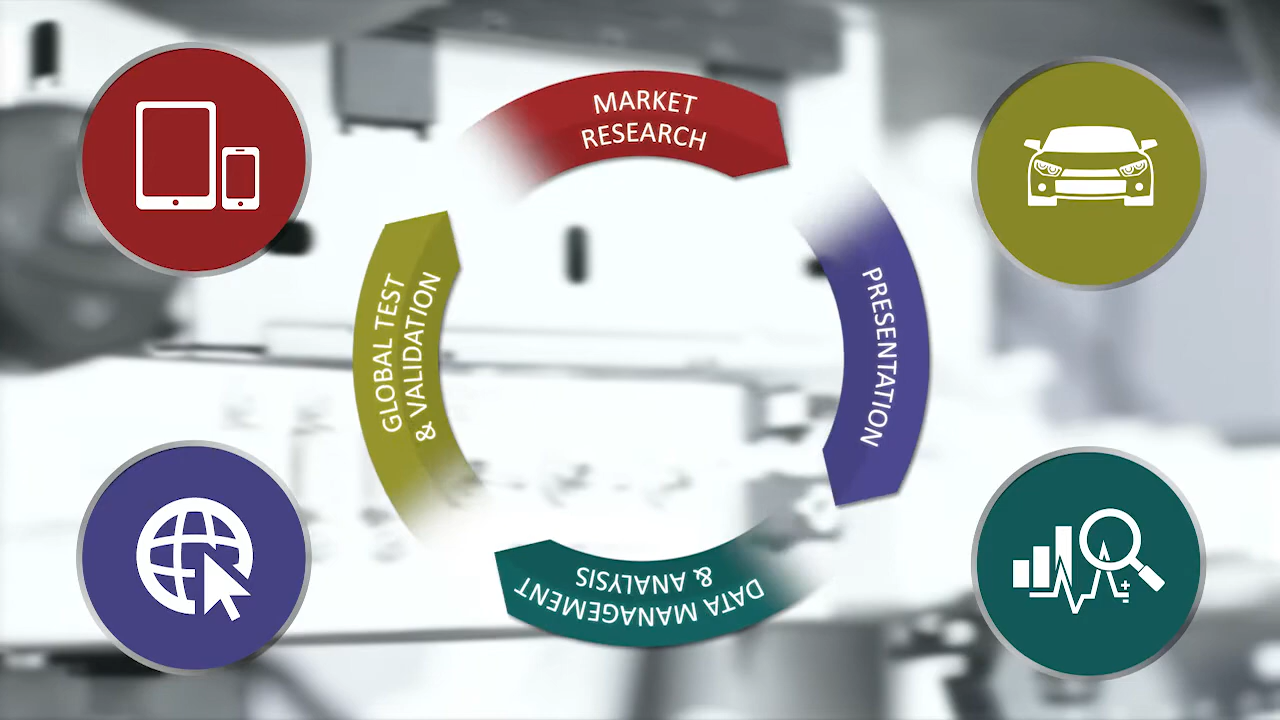 MARKET
RESEARCH
PRESENTATION
DATA MANAGEMENT
& ANALYSIS
GLOBAL TEST
& VALIDATION